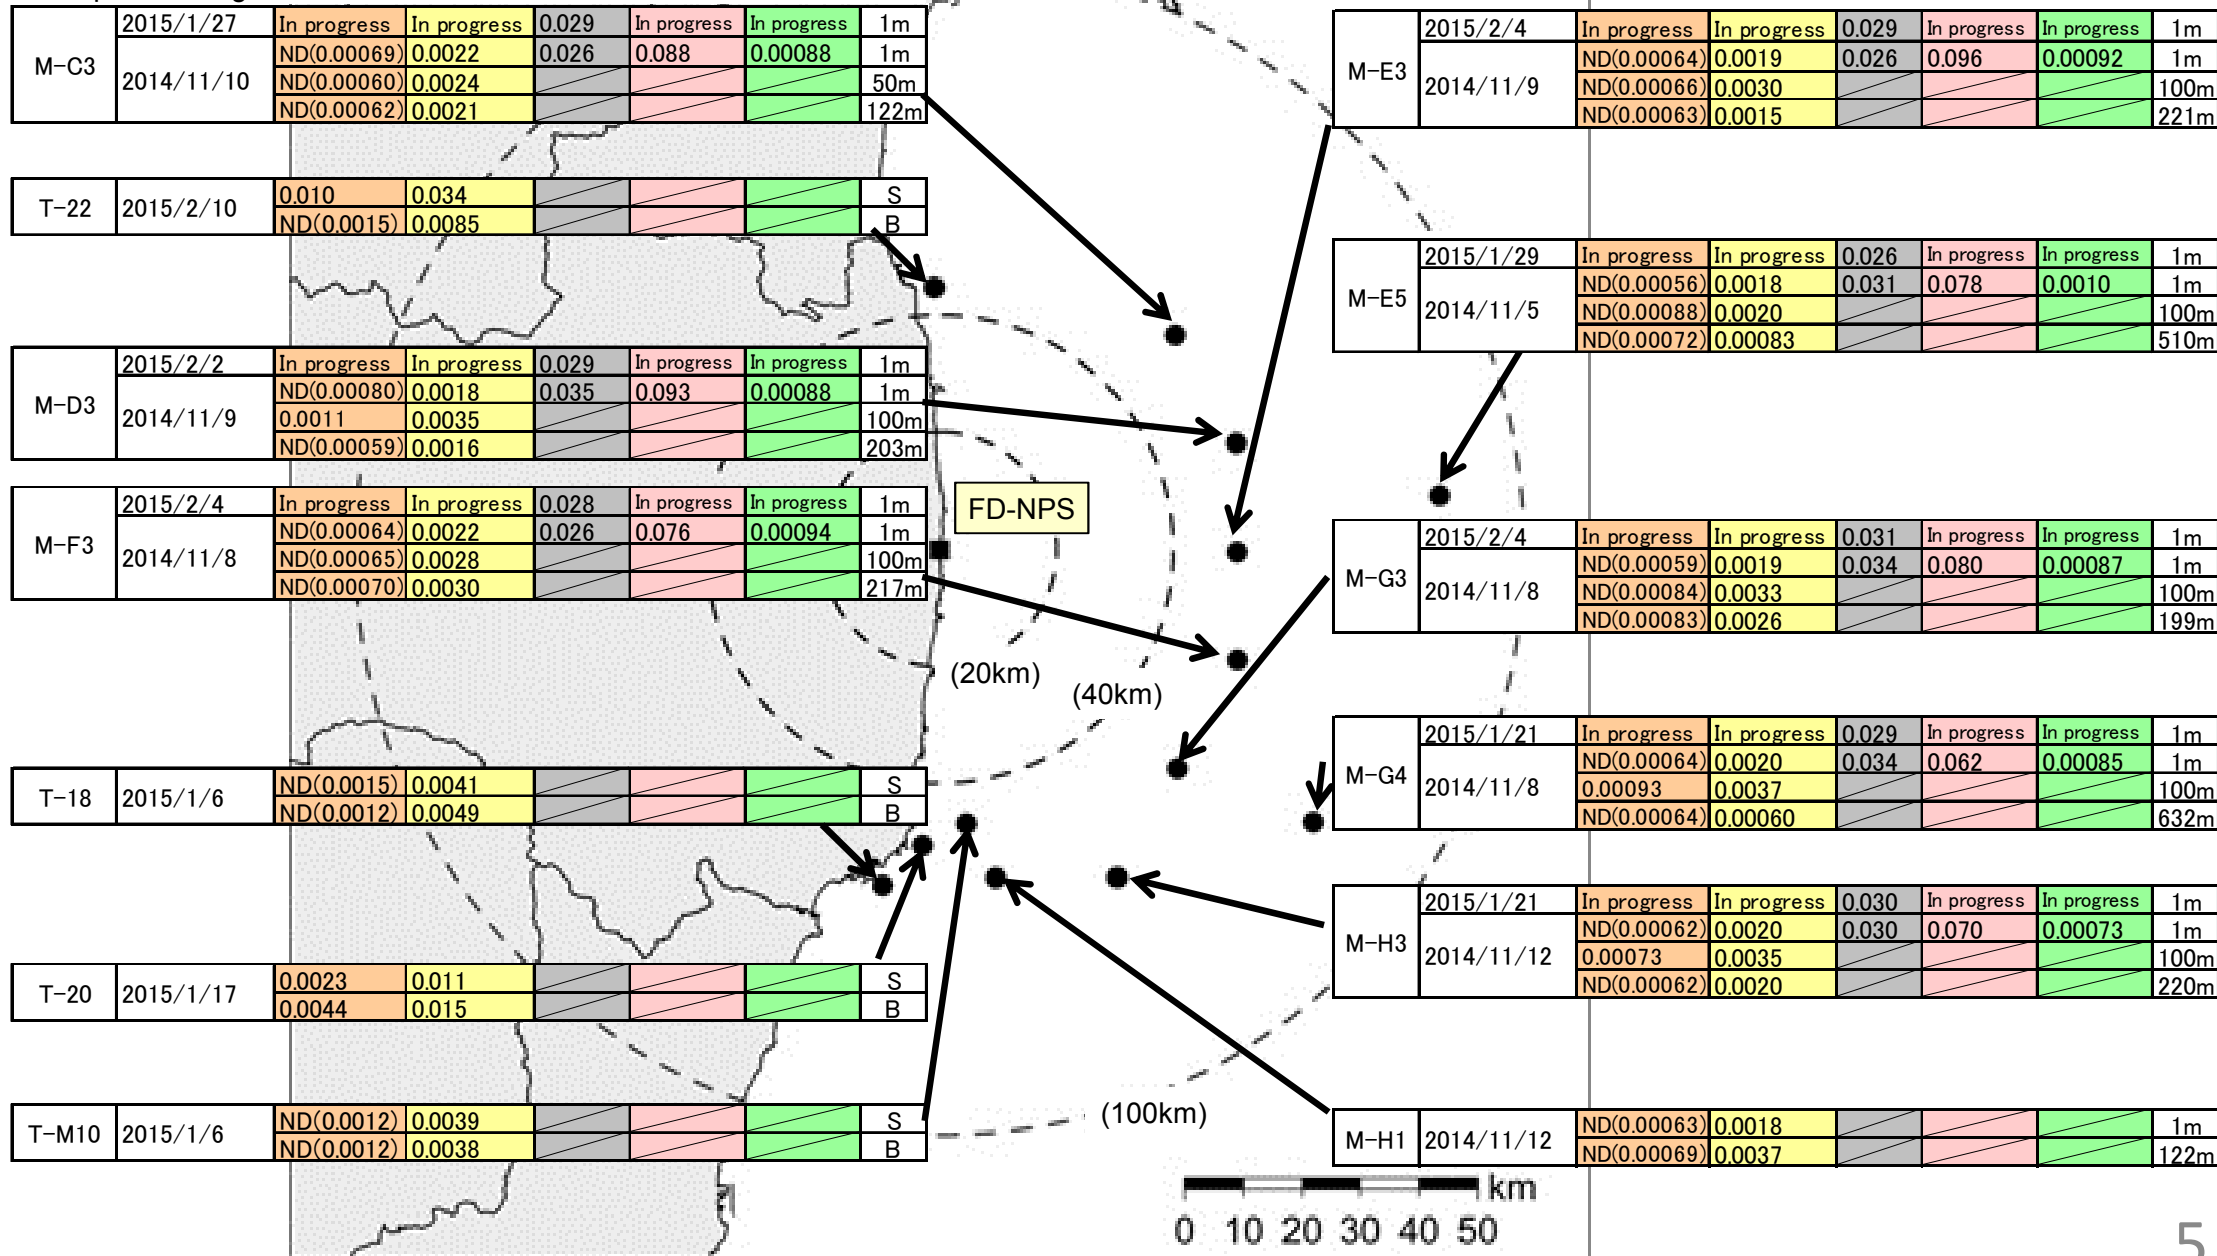 M-C3
2015/1/27 In progress In progress 0.029 In progress In progress 1m
2014/11/10 ND(0.00069) 0.0022 0.026 0.088 0.00088 1m
ND(0.00060) 0.0024 50m
ND(0.00062) 0.0021 122m
T-22 2015/2/10 0.010 0.034 S
ND(0.0015) 0.0085 B
M-D3
2015/2/2 In progress In progress 0.029 In progress In progress 1m
2014/11/9 ND(0.00080) 0.0018 0.035 0.093 0.00088 1m
0.0011 0.0035 100m
ND(0.00059) 0.0016 203m
M-F3
2015/2/4 In progress In progress 0.028 In progress In progress 1m
2014/11/8 ND(0.00064) 0.0022 0.026 0.076 0.00094 1m
ND(0.00065) 0.0028 100m
ND(0.00070) 0.0030 217m
T-18 2015/1/6 ND(0.0015) 0.0041 S
ND(0.0012) 0.0049 B
T-20 2015/1/17 0.0023 0.011 S
0.0044 0.015 B
T-M10 2015/1/6 ND(0.0012) 0.0039 S
ND(0.0012) 0.0038 B
FD-NPS
(20km)
(40km)
(100km)
M-E3
2015/2/4 In progress In progress 0.029 In progress In progress 1m
2014/11/9 ND(0.00064) 0.0019 0.026 0.096 0.00092 1m
ND(0.00066) 0.0030 100m
ND(0.00063) 0.0015 221m
M-E5
2015/1/29 In progress In progress 0.026 In progress In progress 1m
2014/11/5 ND(0.00056) 0.0018 0.031 0.078 0.0010 1m
ND(0.00088) 0.0020 100m
ND(0.00072) 0.00083 510m
M-G3
2015/2/4 In progress In progress 0.031 In progress In progress 1m
2014/11/8 ND(0.00059) 0.0019 0.034 0.080 0.00087 1m
ND(0.00084) 0.0033 100m
ND(0.00083) 0.0026 199m
M-G4
2015/1/21 In progress In progress 0.029 In progress In progress 1m
2014/11/8 ND(0.00064) 0.0020 0.034 0.062 0.00085 1m
0.00093 0.0037 100m
ND(0.00064) 0.00060 632m
M-H3
2015/1/21 In progress In progress 0.030 In progress In progress 1m
2014/11/12 ND(0.00062) 0.0020 0.030 0.070 0.00073 1m
0.00073 0.0035 100m
ND(0.00062) 0.0020 220m
M-H1 2014/11/12 ND(0.00063) 0.0018 1m
ND(0.00069) 0.0037 122m
km
0 10 20 30 40 50
5